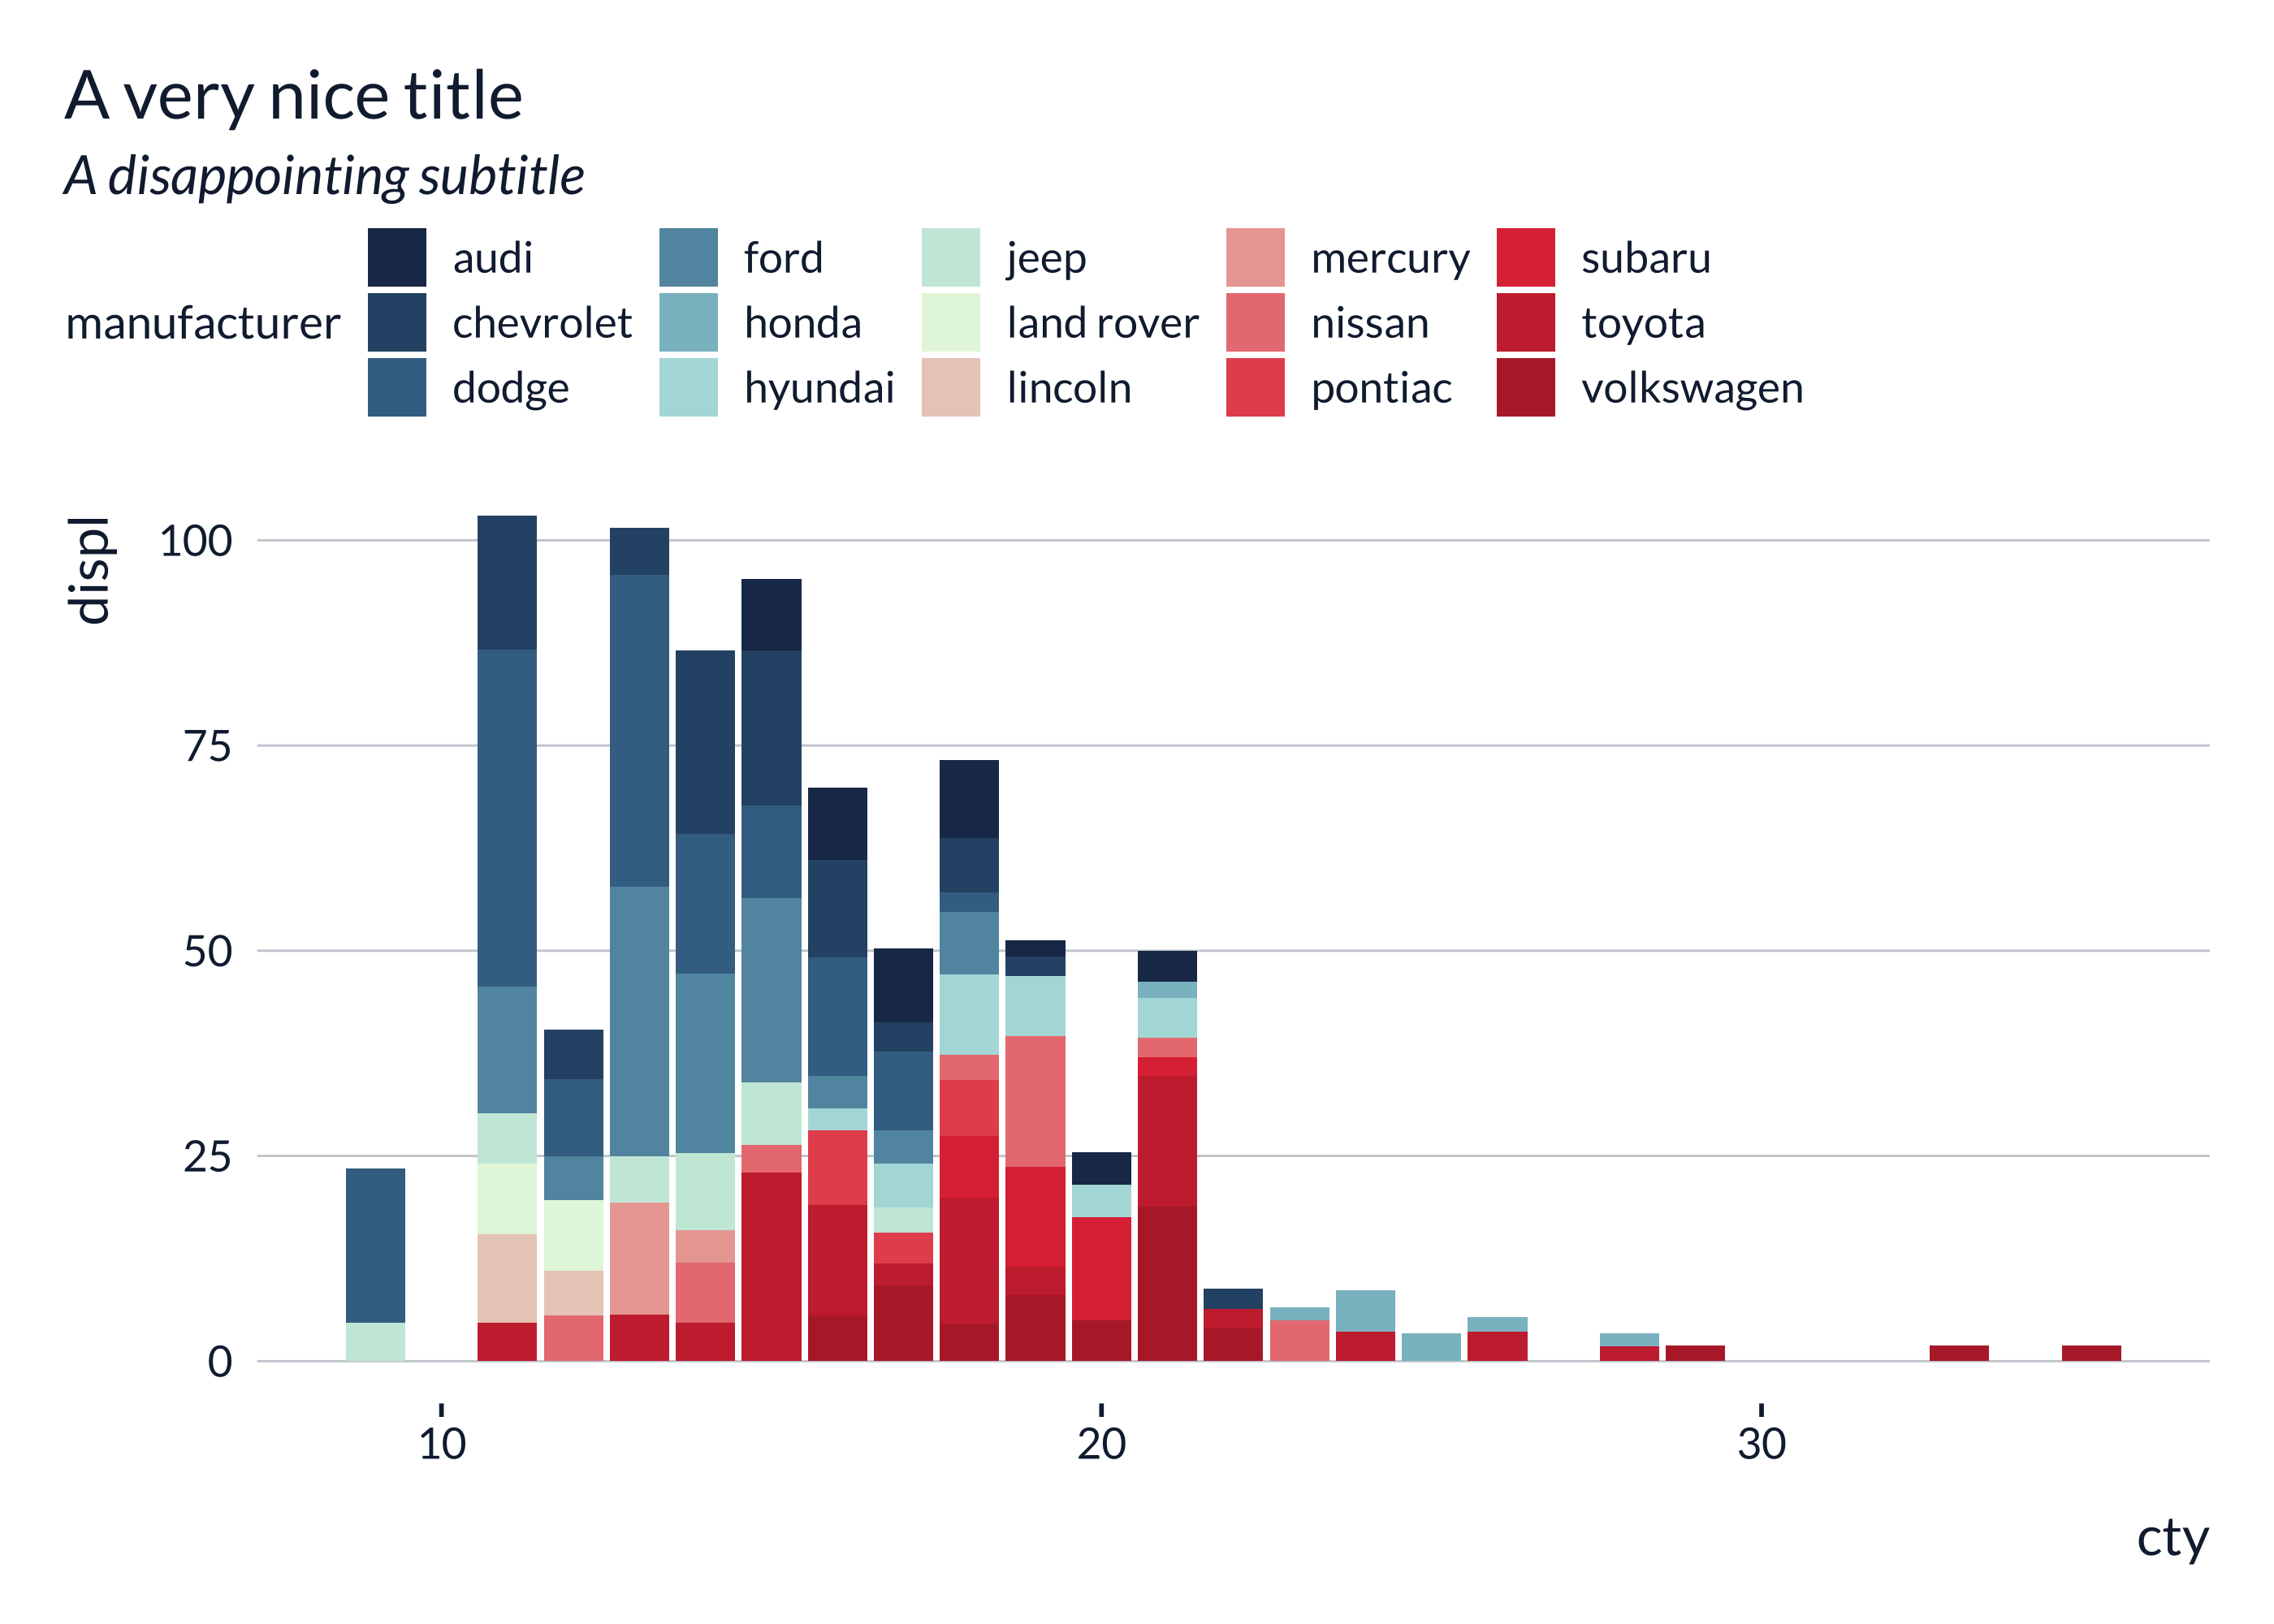 A very nice title
A disappointing subtitle
audi ford jeep mercury subaru
manufacturer chevrolet honda land rover nissan toyota
dodge hyundai lincoln pontiac volkswagen
displ
100
75
50
25
0
10 20 30
cty